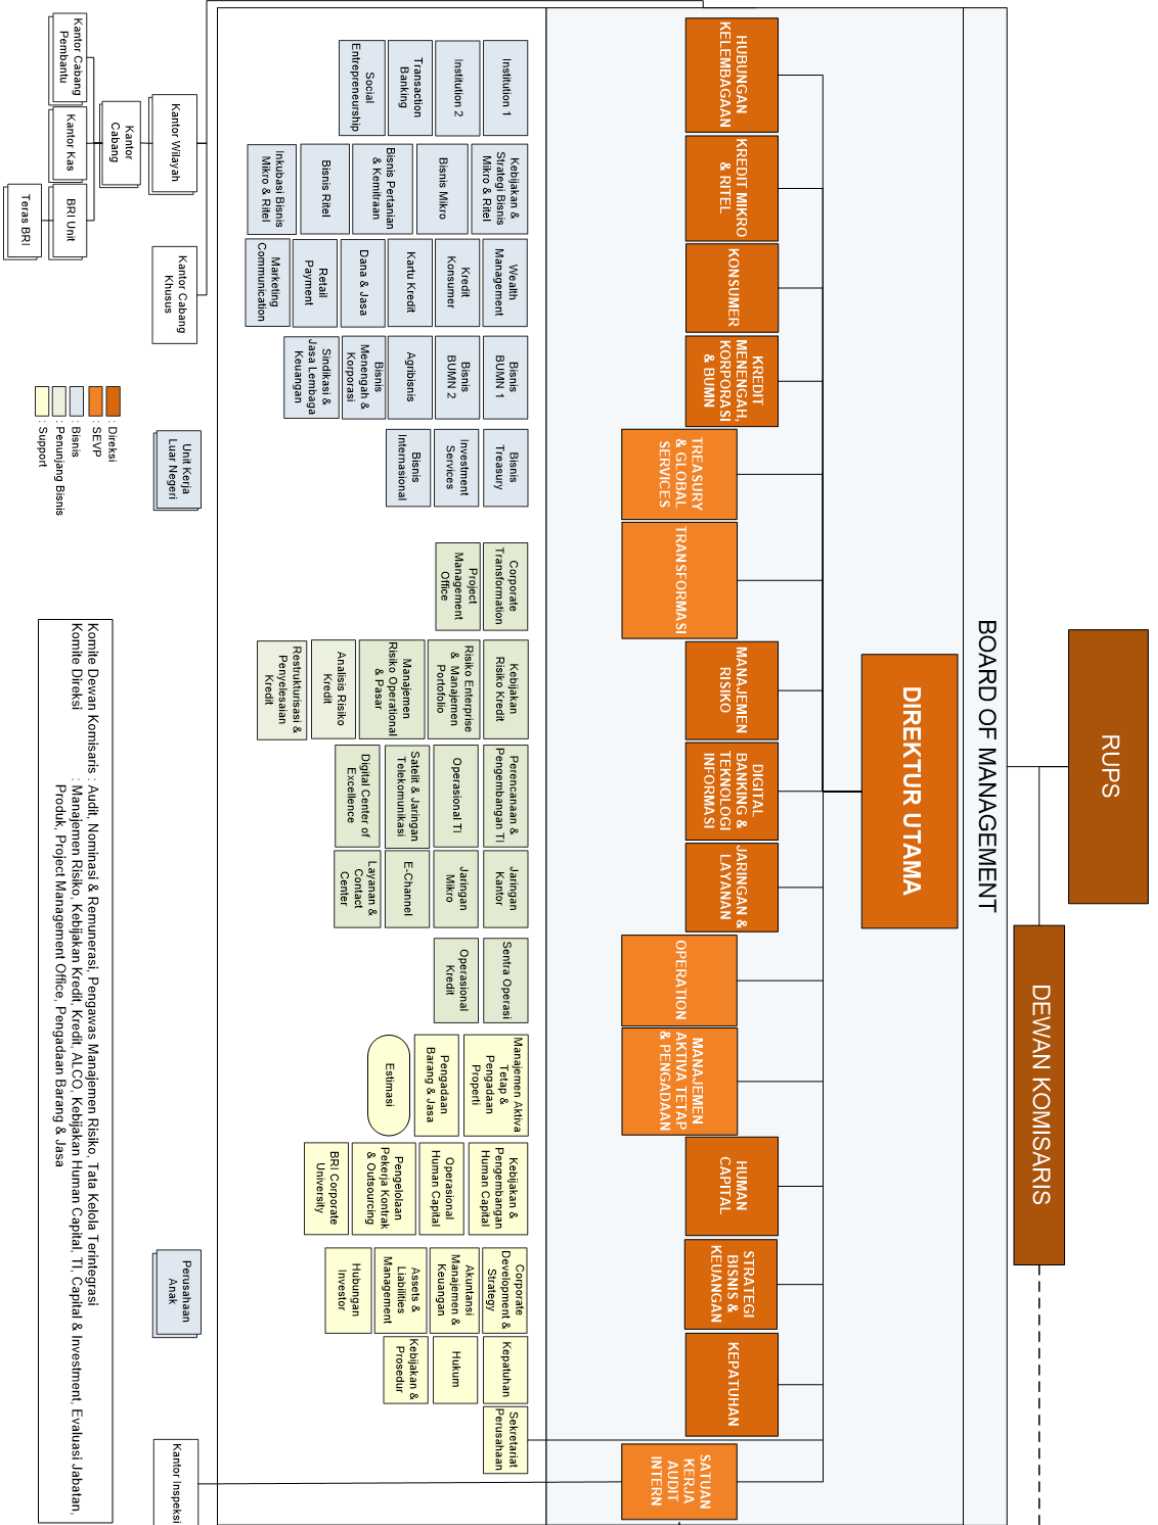 RUPS
DEWAN KOMISARIS
BOARD OF MANAGEMENT
DIREKTUR UTAMA
HUBUNGAN
KELEMBAGAAN
KREDIT MIKRO
& RITEL
KONSUMER
KREDIT
MENENGAH,
KORPORASI
& BUMN
TREASURY
& GLOBAL
SERVICES
TRANSFORMASI
MANAJEMEN
RISIKO
DIGITAL
BANKING &
TEKNOLOGI
INFORMASI
JARINGAN &
LAYANAN
OPERATION
MANAJEMEN
AKTIVA TETAP
& PENGADAAN
HUMAN
CAPITAL
STRATEGI
BISNIS &
KEUANGAN
KEPATUHAN
SATUAN
KERJA
AUDIT
INTERN
Institution 1
Institution 2
Transaction
Banking
Social
Entrepreneurship
Kebijakan &
Strategi Bisnis
Mikro & Ritel
Bisnis Mikro
Bisnis Pertanian
& Kemitraan
Bisnis Ritel
Inkubasi Bisnis
Mikro & Ritel
Wealth
Management
Kredit
Konsumer
Kartu Kredit
Dana & Jasa
Retail
Payment
Marketing
Communication
Bisnis
BUMN 1
Bisnis
BUMN 2
Agribisnis
Bisnis
Menengah &
Korporasi
Sindikasi &
Jasa Lembaga
Keuangan
Bisnis
Treasury
Investment
Services
Bisnis
Internasional
Corporate
Transformation
Project
Management
Office
Kebijakan
Risiko Kredit
Risiko Enterprise
& Manajemen
Portofolio
Manajemen
Risiko Operational
& Pasar
Analisis Risiko
Kredit
Restrukturisasi &
Penyelesaian
Kredit
Perencanaan &
Pengembangan TI
Operasional TI
Satelit & Jaringan
Telekomunikasi
Digital Center of
Excellence
Jaringan
Kantor
Jaringan
Mikro
E-Channel
Layanan &
Contact
Center
Sentra Operasi
Operasional
Kredit
Manajemen Aktiva
Tetap &
Pengadaan
Properti
Pengadaan
Barang & Jasa
Estimasi
Kebijakan &
Pengembangan
Human Capital
Operasional
Human Capital
Pengelolaan
Pekerja Kontrak
& Outsourcing
BRI Corporate
University
Corporate
Development &
Strategy
Akuntansi
Manajemen &
Keuangan
Assets &
Liabilities
Management
Hubungan
Investor
Kepatuhan
Hukum
Kebijakan &
Prosedur
Sekretariat
Perusahaan
Kantor Wilayah
Kantor Cabang
Khusus
Unit Kerja
Luar Negeri
Perusahaan
Anak
Kantor Inspeksi
Kantor
Cabang
Kantor Cabang
Pembantu
Kantor Kas
BRI Unit
Teras BRI
: Direksi
: SEVP
: Bisnis
: Penunjang Bisnis
: Support
Komite Dewan Komisaris : Audit, Nominasi & Remunerasi, Pengawas Manajemen Risiko, Tata Kelola Terintegrasi
Komite Direksi : Manajemen Risiko, Kebijakan Kredit, Kredit, ALCO, Kebijakan Human Capital, TI, Capital & Investment, Evaluasi Jabatan,
Produk, Project Management Office, Pengadaan Barang & Jasa